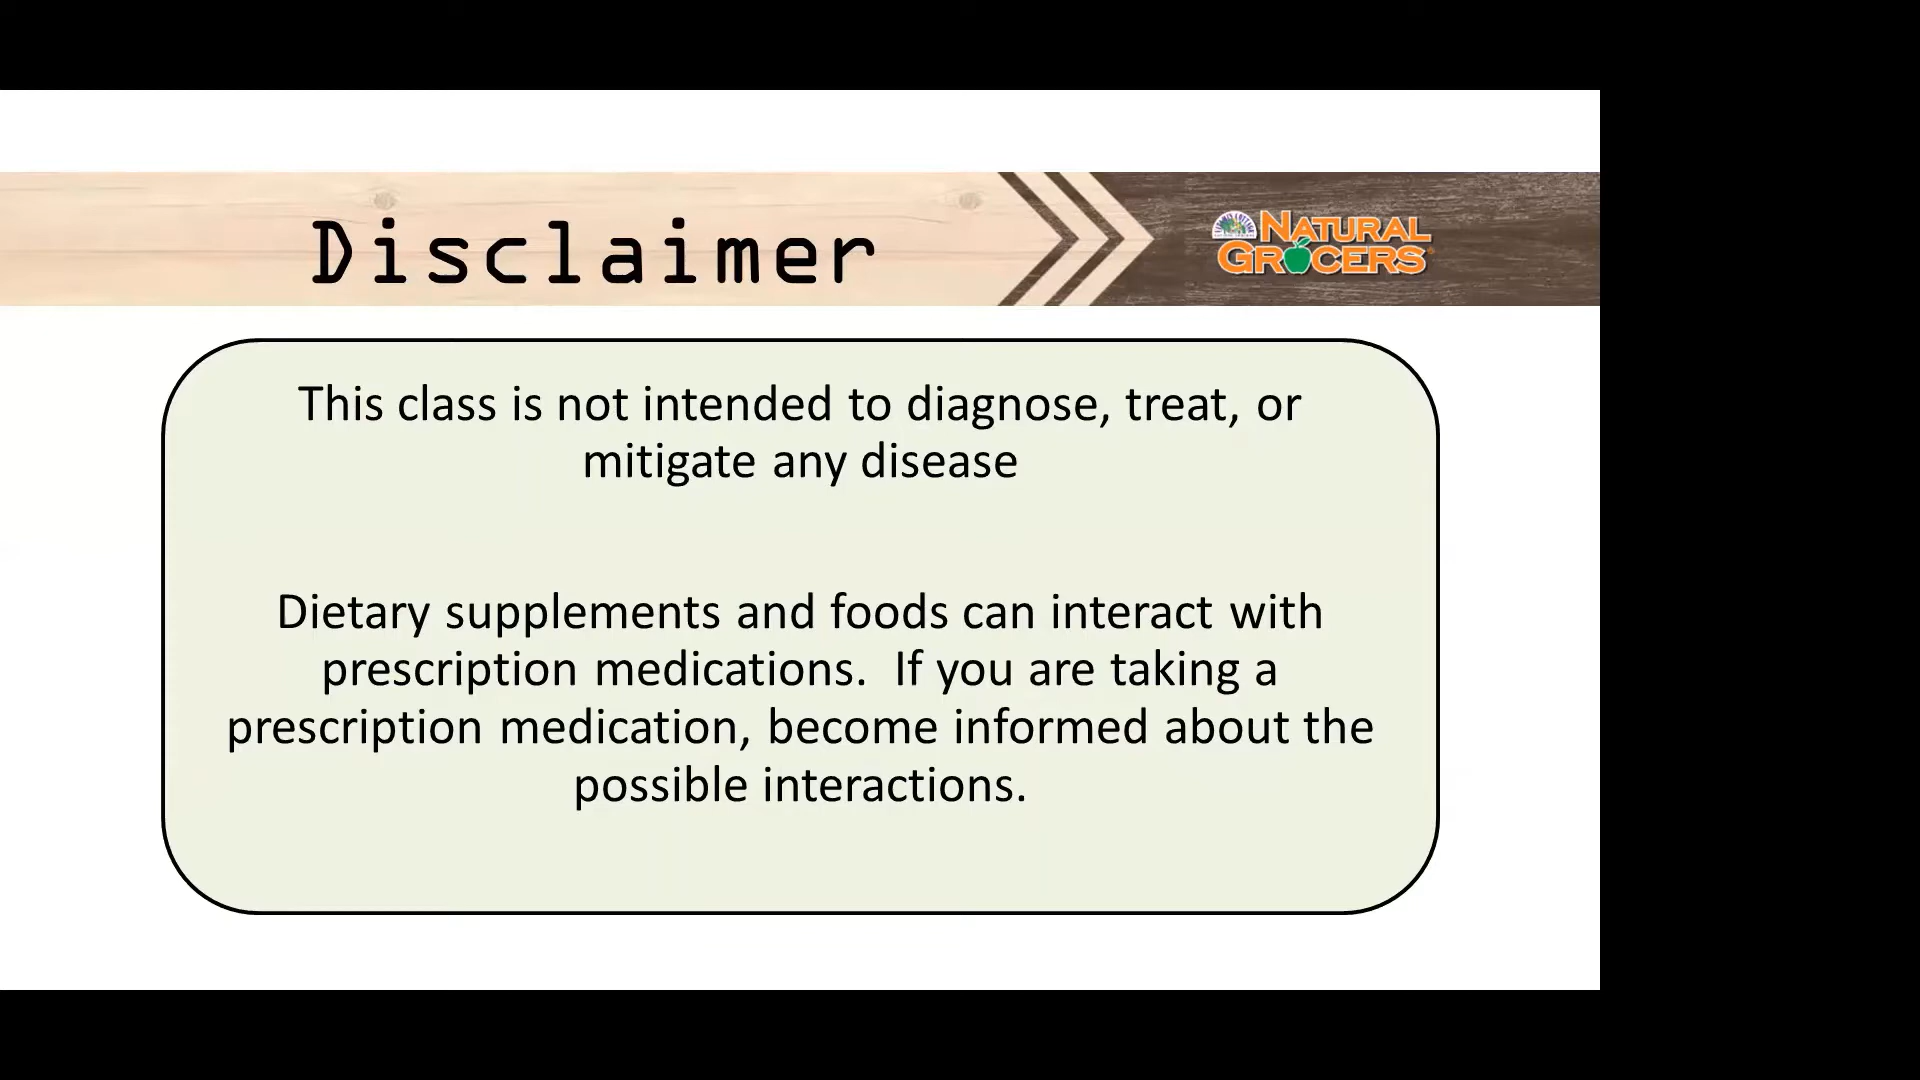 Disclaimer
NATURAL
GROCERS
This class is not intended to diagnose, treat, or
mitigate any disease
Dietary supplements and foods can interact with
prescription medications.  If you are taking a
prescription medication, become informed about the
possible interactions.